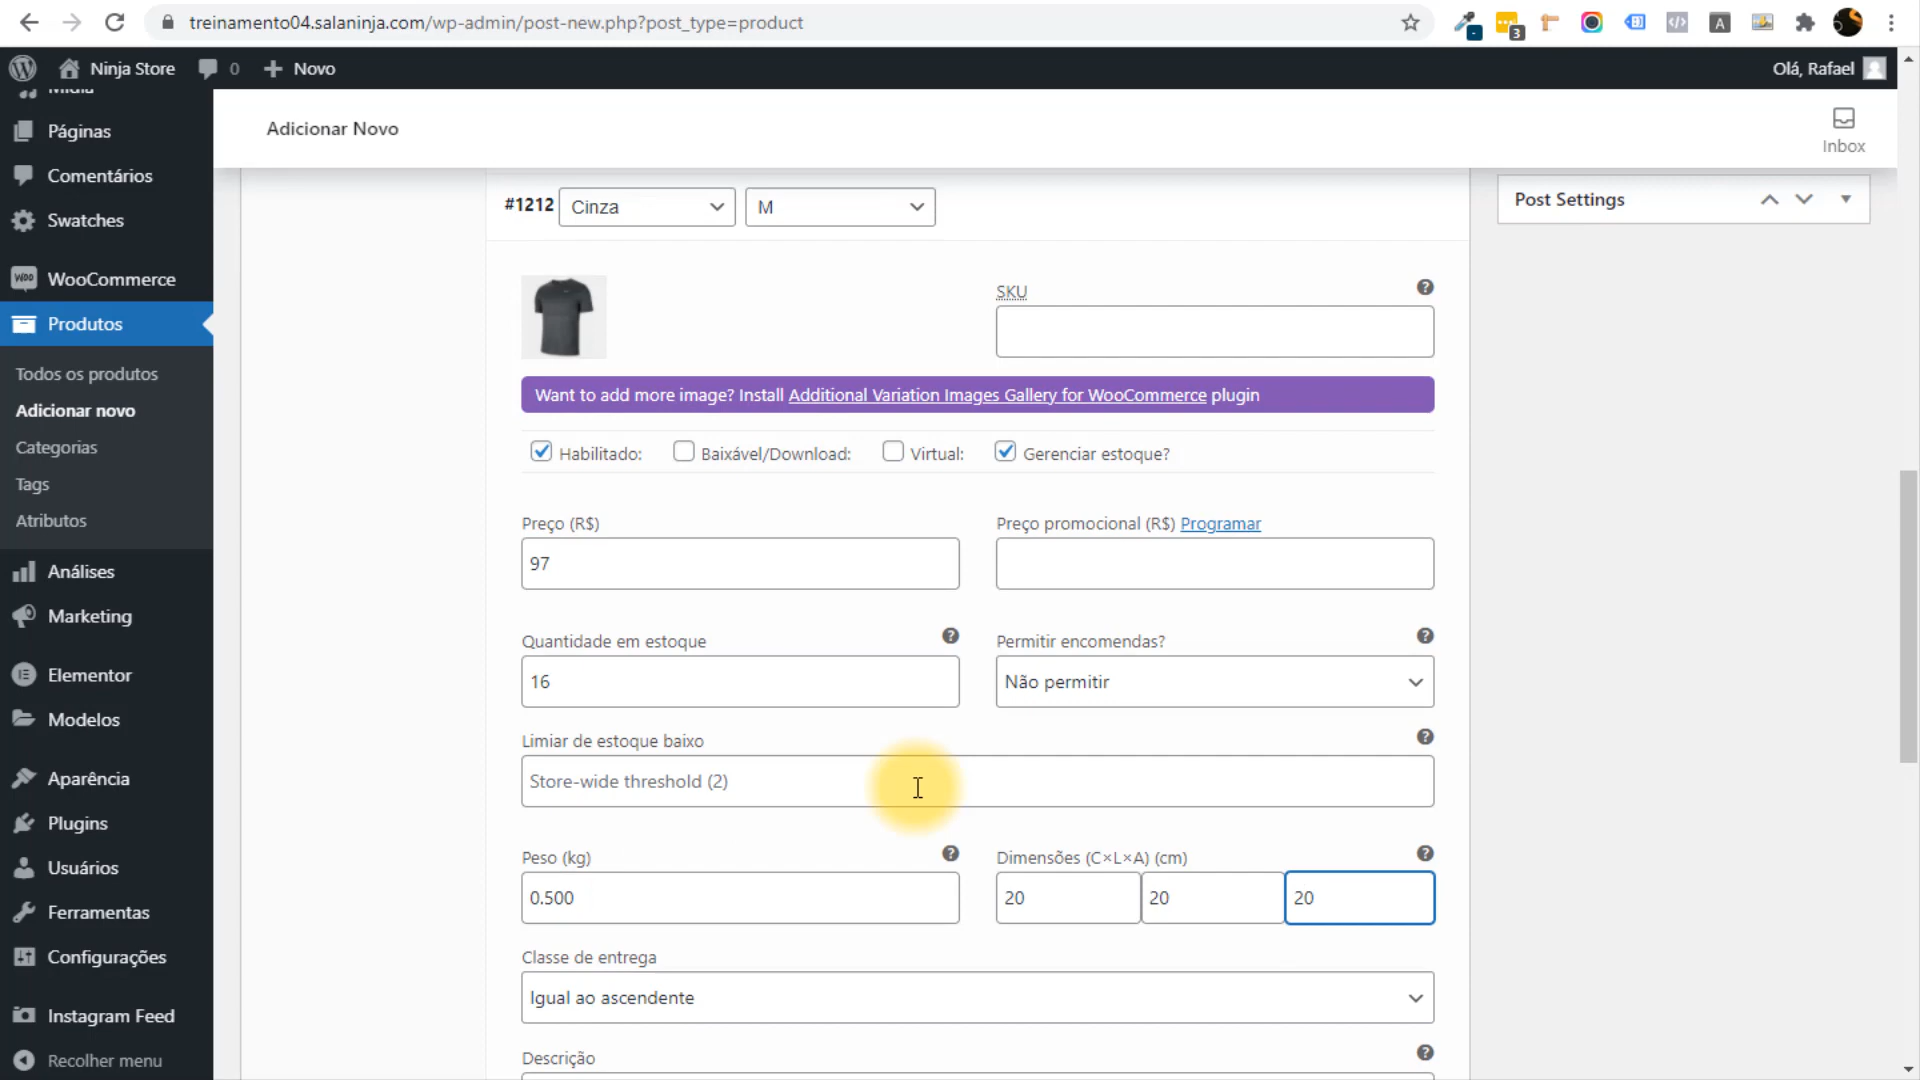 treinamento04.salaninja.com/wp-admin/post-new.php?post_type=product
3
A
Ninja Store
0
Novo
Olá, Rafael
Mídia
Páginas
Comentários
Swatches
WooCommerce
Produtos
Todos os produtos
Adicionar novo
Categorias
Tags
Atributos
Análises
Marketing
Elementor
Modelos
Aparência
Plugins
Usuários
Ferramentas
Configurações
Instagram Feed
Recolher menu
Adicionar Novo
Inbox
#1212 Cinza M
SKU
Want to add more image? Install Additional Variation Images Gallery for WooCommerce plugin
Habilitado: Baixável/Download: Virtual: Gerenciar estoque?
Preço (R$)
97
Preço promocional (R$) Programar
Quantidade em estoque
16
Permitir encomendas?
Não permitir
Limiar de estoque baixo
Store-wide threshold (2)
Peso (kg)
0.500
Dimensões (C×L×A) (cm)
20 20 20
Classe de entrega
Igual ao ascendente
Descrição
Post Settings